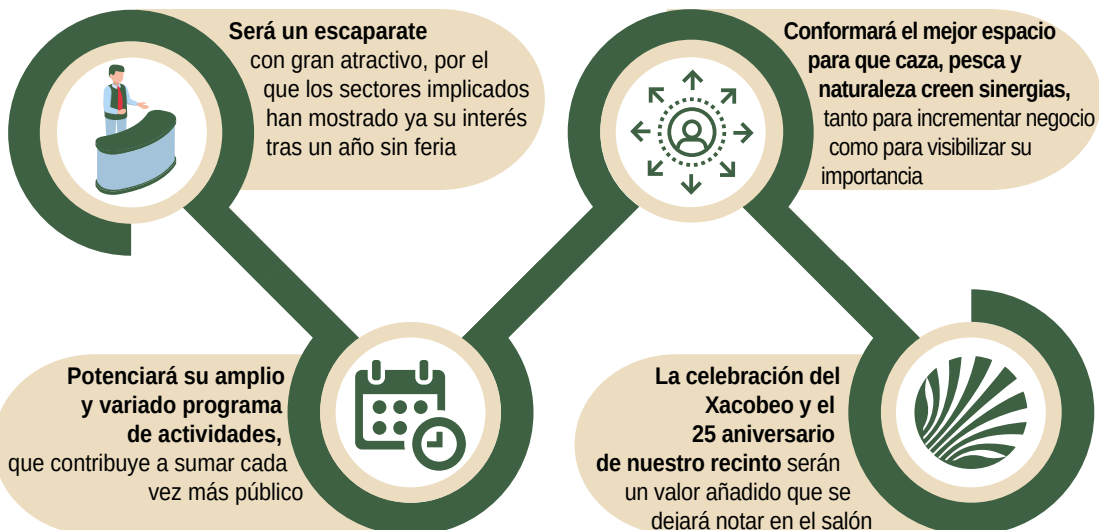 Será un escaparate
con gran atractivo, por el
que los sectores implicados
han mostrado ya su interés
tras un año sin feria
Potenciará su amplio
y variado programa
de actividades,
que contribuye a sumar cada
vez más público
Conformará el mejor espacio
para que caza, pesca y
naturaleza creen sinergias,
tanto para incrementar negocio
como para visibilizar su
importancia
La celebración del
Xacobeo y el
25 aniversario
de nuestro recinto serán
un valor añadido que se
dejará notar en el salón